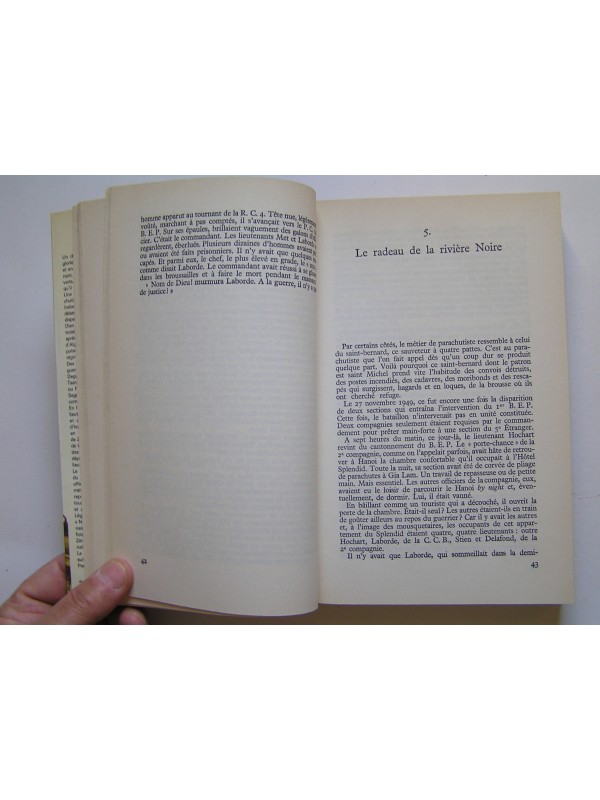 homme apparut au tournant de la R. C. 4. Tête nue, légèrement
voûté, marchant à pas comptés, il s'avançait vers le P. C.
B. E. P. Sur ses épaules, brillaient vaguement des galons
cier. C'était le commandant. Les lieutenants Met et Laborde
regardèrent, éberlués. Plusieurs dizaines d'hommes avaient
et avaient été faits prisonniers. Il n'y avait que quelques
capés. Et parmi eux, le chef, le plus élevé en grade, le
comme disait Laborde. Le commandant avait réussi à se
dans les broussailles et à faire le mort pendant le
« Nom de Dieu! murmura Laborde. A la guerre, il n'y a
de justice! »
62
5.
Le radeau de la rivière Noire
Par certains côtés, le métier de parachutiste ressemble à celui
du saint-bernard, ce sauveteur à quatre pattes. C'est au para-
chutiste que l'on fait appel dès qu'un coup dur se produit
quelque part. Voilà pourquoi ce saint-bernard dont le patron
est saint Michel prend vite l'habitude des convois détruits,
des postes incendiés, des cadavres, des moribonds et des resca-
pés qui surgissent, hagards et en loques, de la brousse où ils
ont cherché refuge.
Le 27 novembre 1949, ce fut encore une fois la disparition
de deux sections qui entraîna l'intervention du 1er B. E. P.
Cette fois, le bataillon n'intervenait pas en unité constituée.
Deux compagnies seulement étaient requises par le comman-
dement pour prêter main-forte à une section du 5e Étranger.
A sept heures du matin, ce jour-là, le lieutenant Hochart
revint du cantonnement du B. E. P. Le « porte-chance » de la
2e compagnie, comme on l'appelait parfois, avait hâte de retrou-
ver à Hanoi la chambre confortable qu'il occupait à l'Hôtel
Splendid. Toute la nuit, sa section avait été de corvée de pliage
de parachutes à Gia Lam. Un travail de tout repos ou presque.
Mais essentiel. Les autres officiers de la compagnie, eux,
avaient eu le loisir de parcourir le Hanoi by night et, éven-
tuellement, de dormir. Lui, il était vanné.
En bâillant comme un touriste qui a découché, il ouvrit la
porte de la chambre. Était-il seul? Les autres étaient-ils en train
de goûter ailleurs au repos du guerrier? Car il y avait les autres
et, à l'image des mousquetaires, les occupants de cet appar-
tement du Splendid étaient quatre, quatre lieutenants : outre
Hochart, Laborde, de la C. C. B., Stien et Delafond, de la
2e compagnie.
Il n'y avait que Laborde, qui sommeillait dans la demi-
43